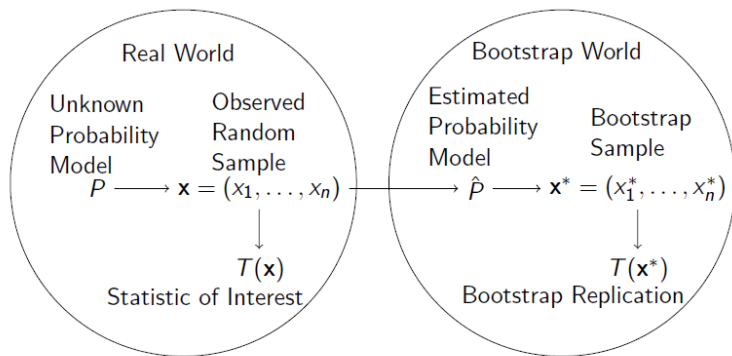 Real World
Unknown
Probability
Model
Observed
Random
Sample
P → x = (x₁, . . . , xₙ)
T(x)
Statistic of Interest
Bootstrap World
Estimated
Probability
Model
Bootstrap
Sample
P̂ → x* = (x₁*, . . . , xₙ*)
T(x*)
Bootstrap Replication